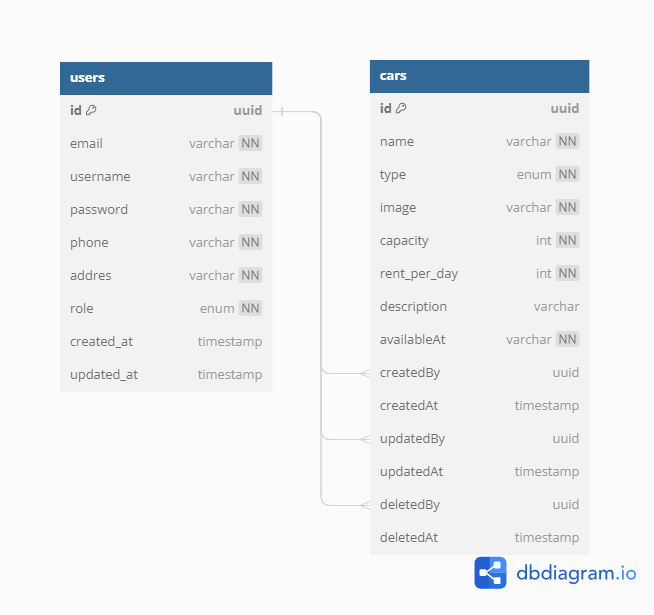 users
id uuid
email varchar NN
username varchar NN
password varchar NN
phone varchar NN
addres varchar NN
role enum NN
created_at timestamp
updated_at timestamp
cars
id uuid
name varchar NN
type enum NN
image varchar NN
capacity int NN
rent_per_day int NN
description varchar
availableAt varchar NN
createdBy uuid
createdAt timestamp
updatedBy uuid
updatedAt timestamp
deletedBy uuid
deletedAt timestamp
dbdiagram.io